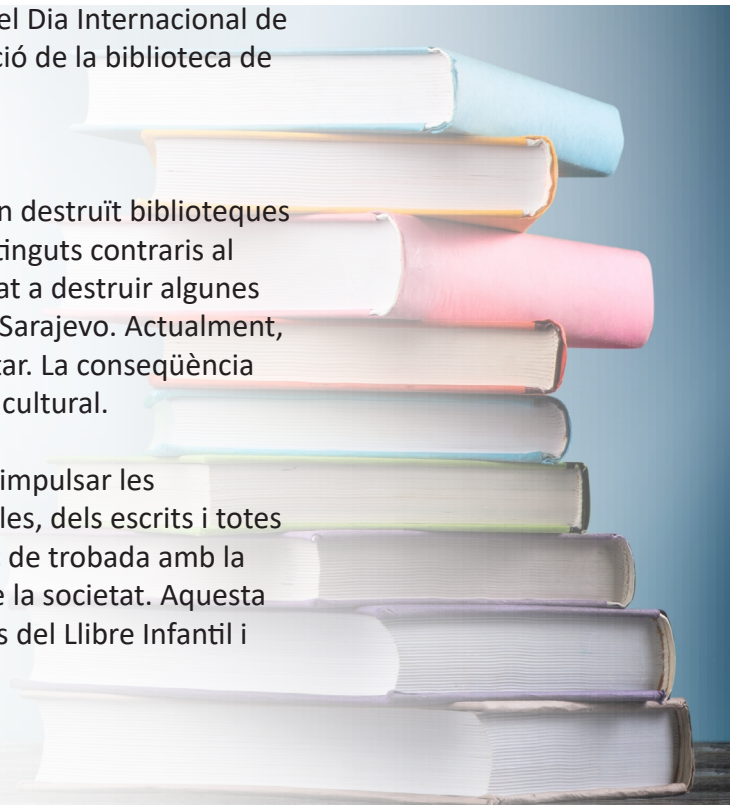 el Dia Internacional de
ció de la biblioteca de
n destruït biblioteques
tinguts contraris al
at a destruir algunes
Sarajevo. Actualment,
tar. La conseqüència
cultural.
impulsar les
les, dels escrits i totes
de trobada amb la
e la societat. Aquesta
s del Llibre Infantil i